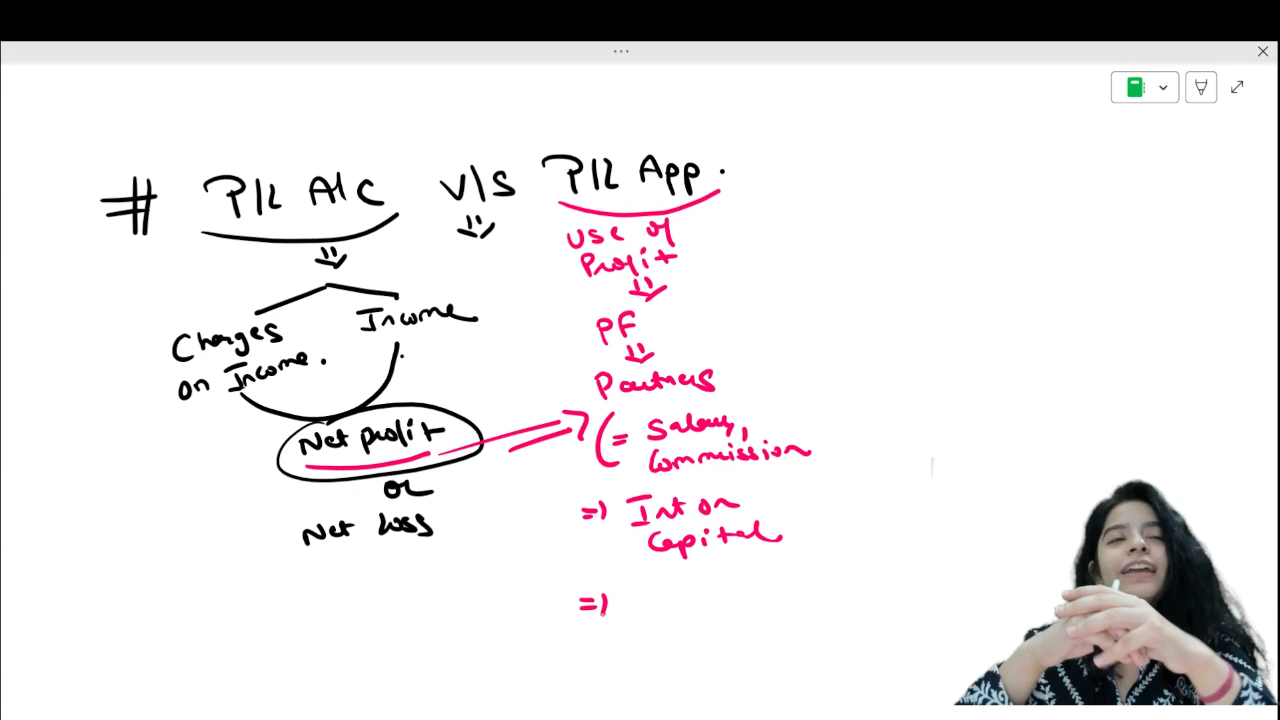 # P/L A/C V/S P/L App.
Use of
Profit
PF
Partners
Charges
on Income.
Income
Net profit
or
Net loss
(= Salary,
Commission
=) Int on
Capital
=)